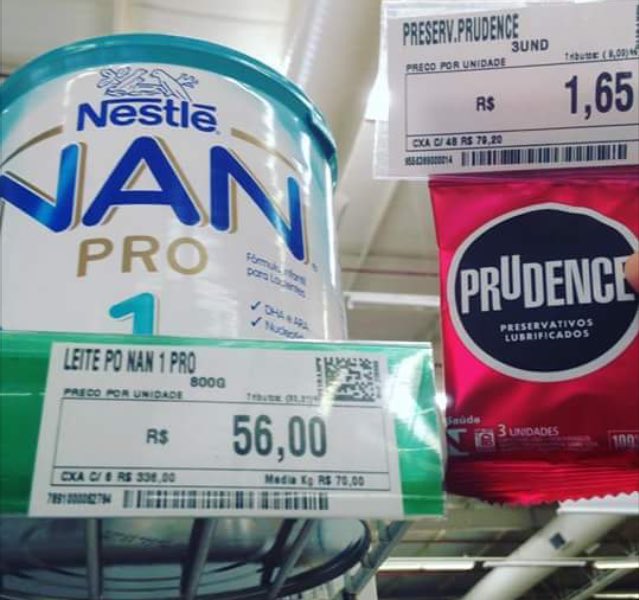 PRESERV.PRUDENCE
3UND
PRECO POR UNIDADE
R$ 1,65
CXA C/ 48 R$ 79,20
Nestlé
NAN
PRO
1
Fórmula Infantil
para Lactentes
✓ DHA e ARA
✓
PRUDENCE
PRESERVATIVOS
LUBRIFICADOS
3 UNIDADES
LEITE PO NAN 1 PRO
800G
PRECO POR UNIDADE
R$ 56,00
CXA C/ 6 R$ 336,00 Media Kg R$ 70,00
7891000062784